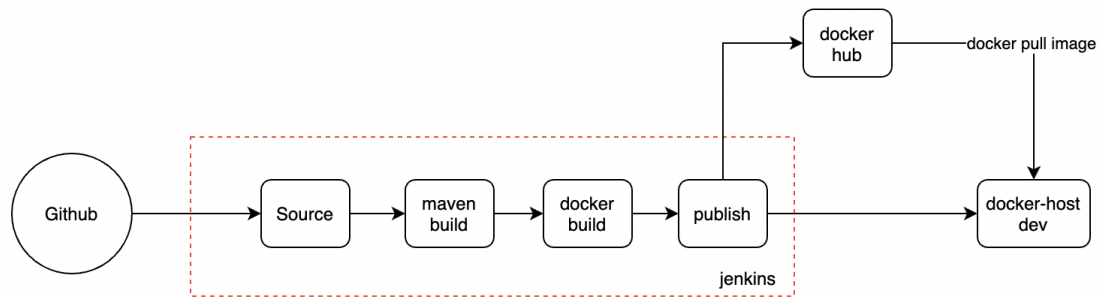 docker
hub
docker pull image
Github
Source
maven
build
docker
build
publish
docker-host
dev
jenkins